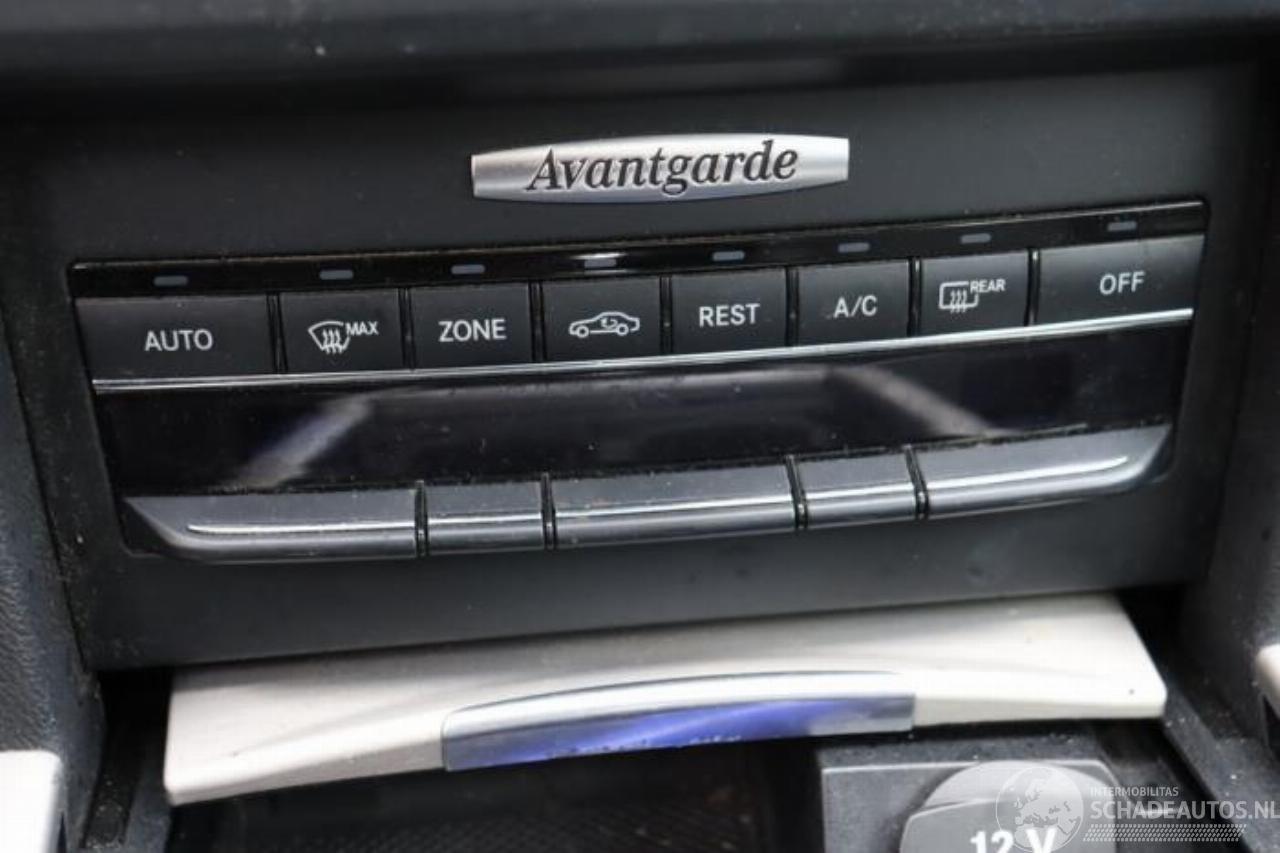 Avantgarde
AUTO MAX ZONE REST A/C REAR OFF
12 V
INTERMOBILITAS
SCHADEAUTOS.NL